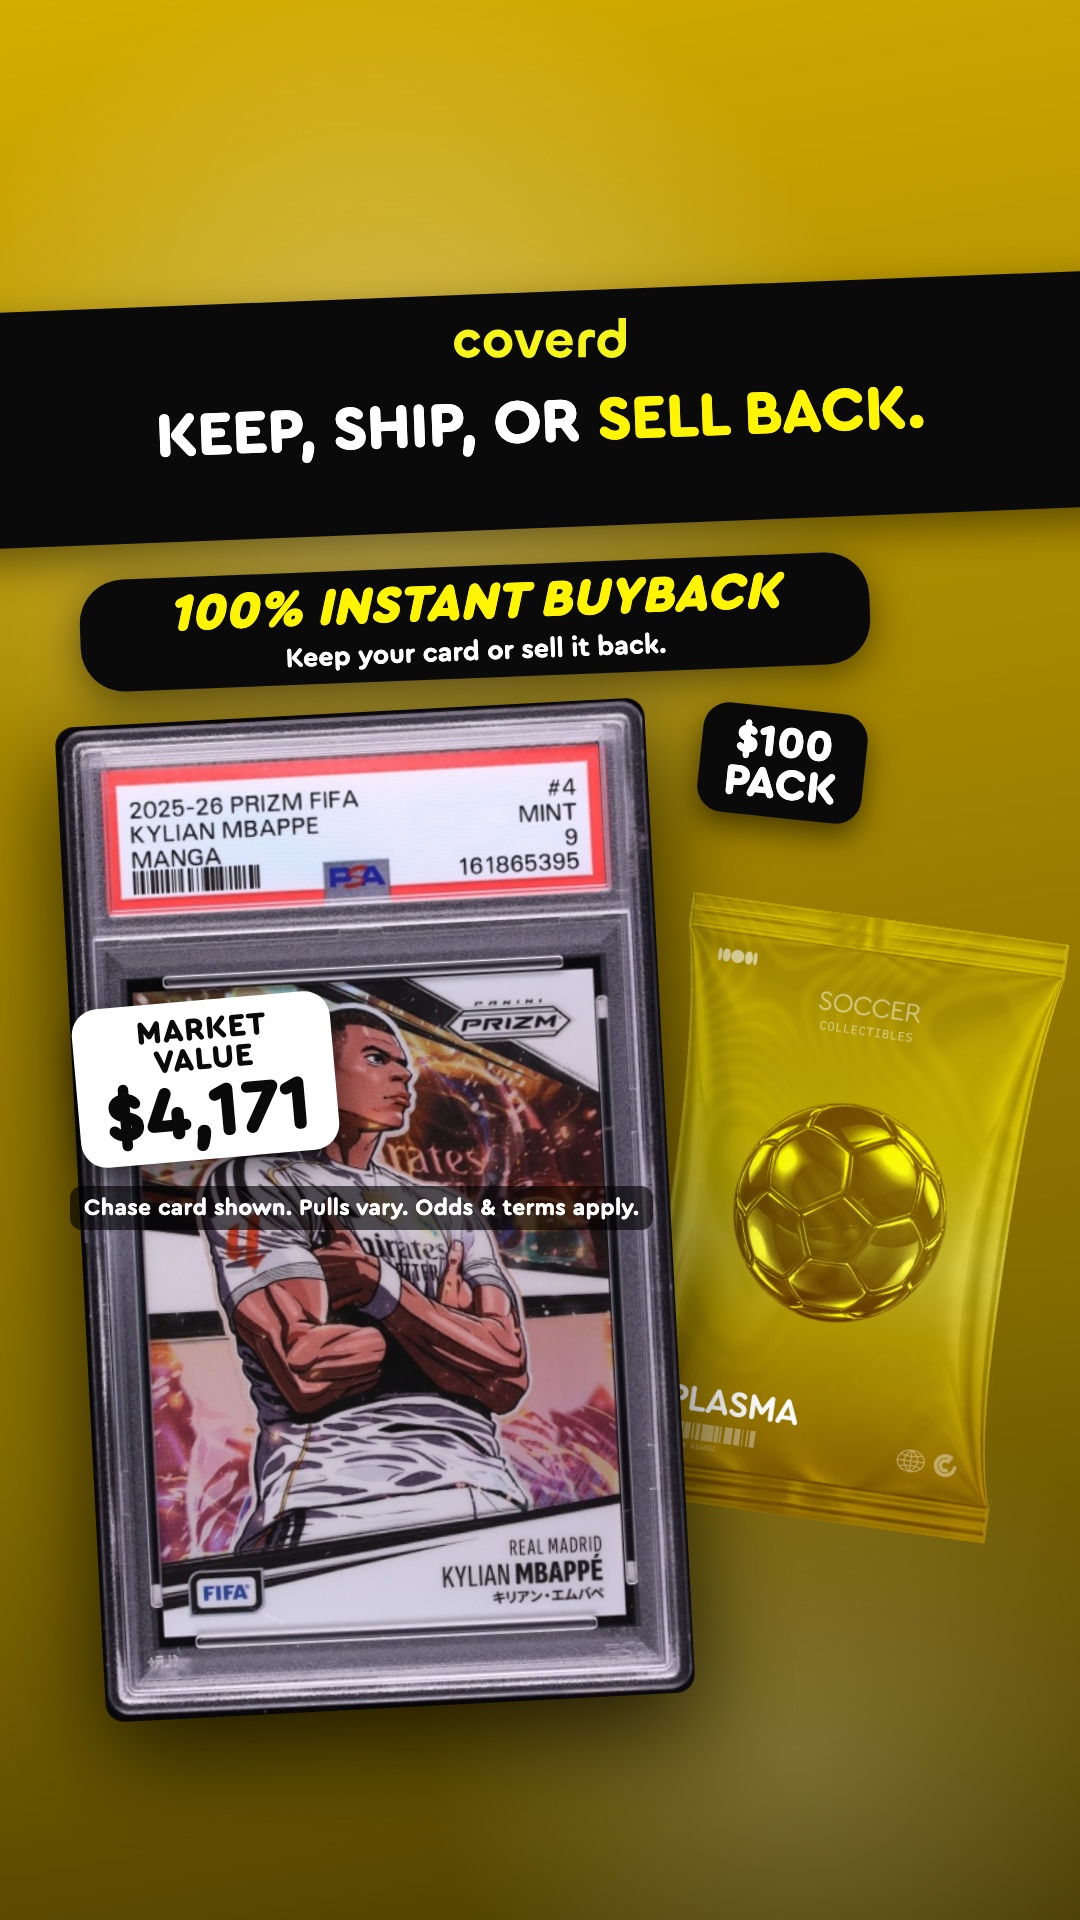 coverd
KEEP, SHIP, OR SELL BACK.
100% INSTANT BUYBACK
Keep your card or sell it back.
$100
PACK
2025-26 PRIZM FIFA #4
KYLIAN MBAPPE MINT
MANGA 9
161865395
PSA
PANINI
PRIZM
MARKET
VALUE
$4,171
Chase card shown. Pulls vary. Odds & terms apply.
SOCCER
COLLECTIBLES
PLASMA
REAL MADRID
KYLIAN MBAPPÉ
キリアン・エムバペ
FIFA